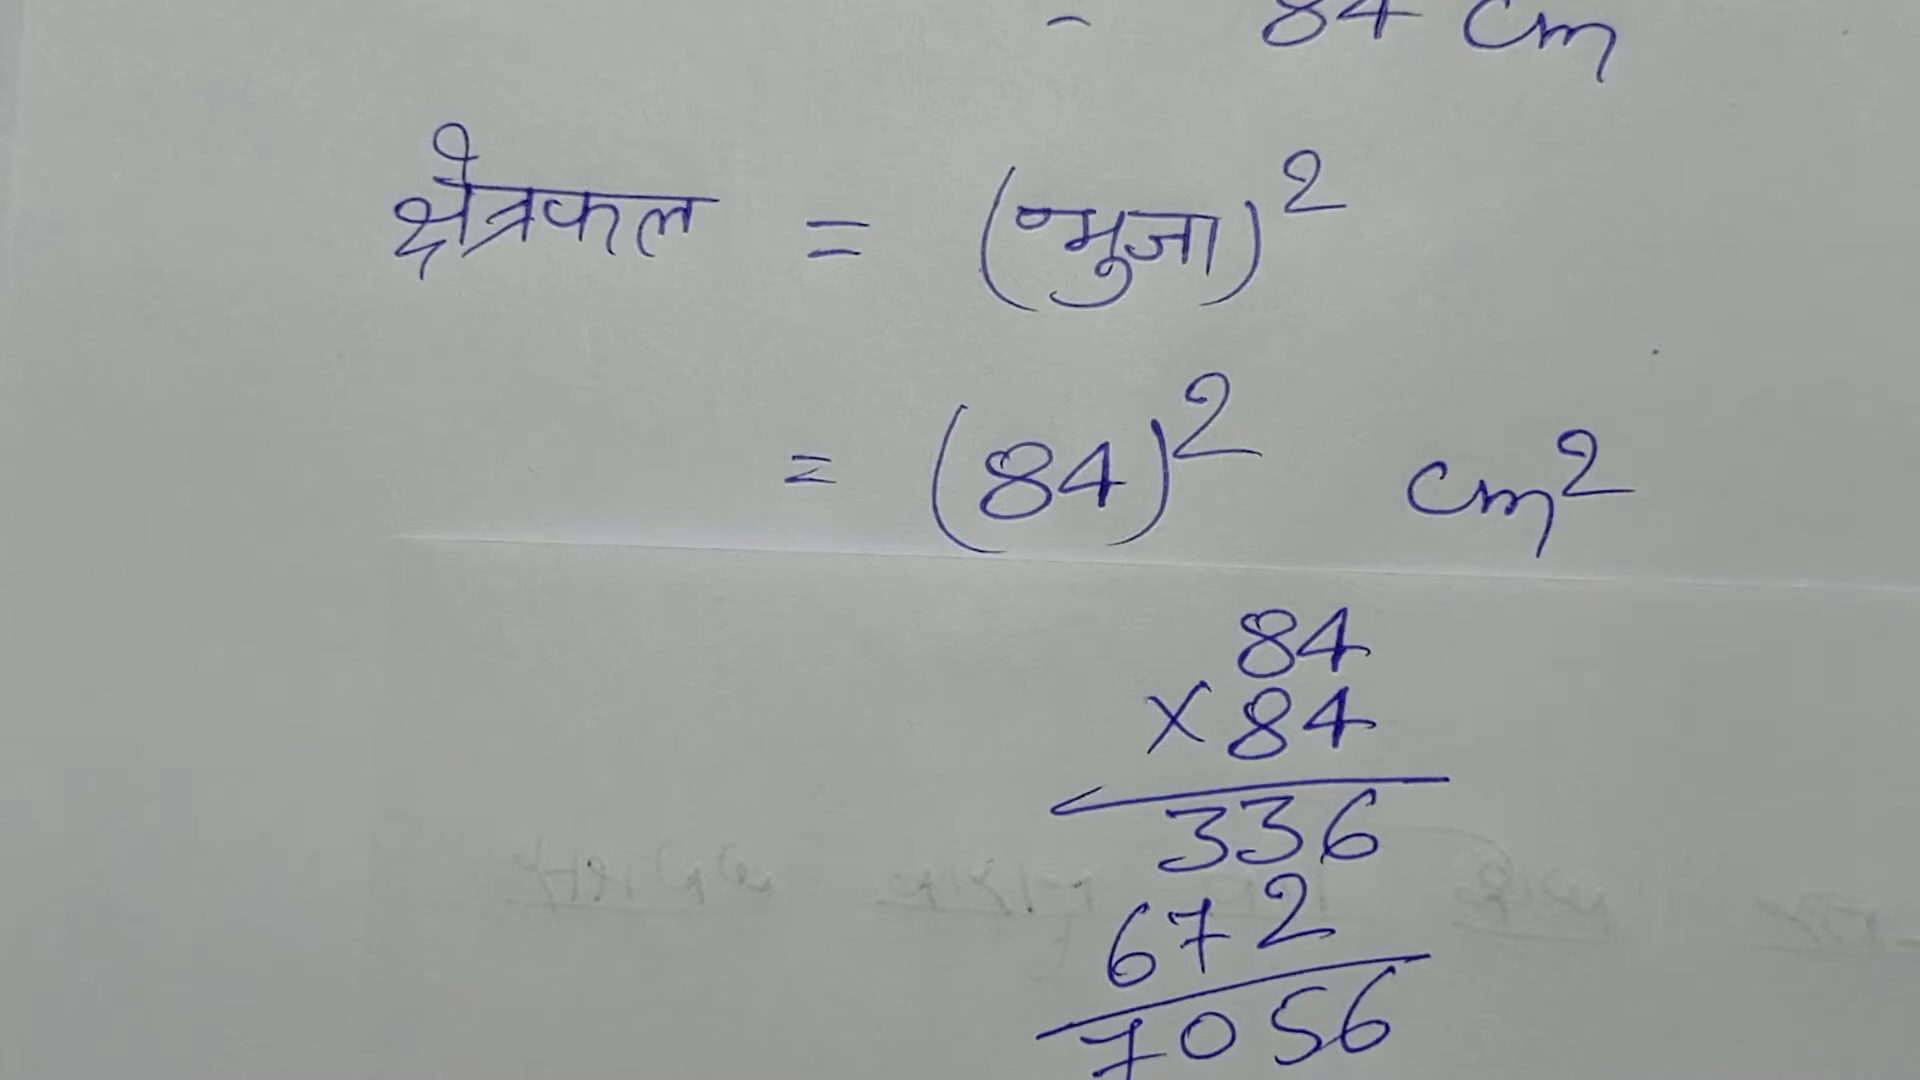 = 84 cm
क्षेत्रफल = (भुजा)²
= (84)² cm²
84
× 84
336
672
7056